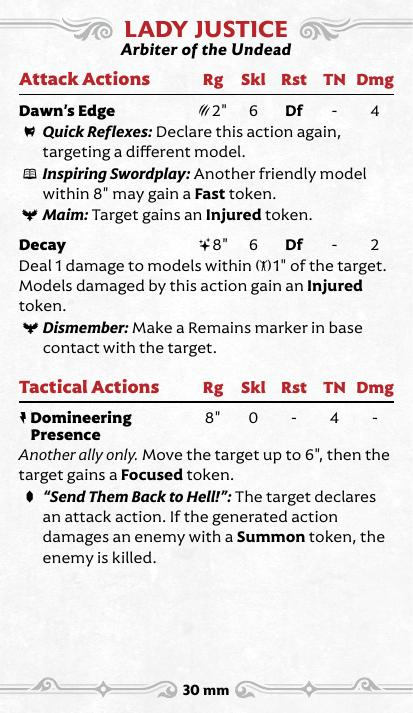 LADY JUSTICE
Arbiter of the Undead
Attack Actions Rg Skl Rst TN Dmg
Dawn's Edge 2" 6 Df - 4
Quick Reflexes: Declare this action again,
targeting a different model.
Inspiring Swordplay: Another friendly model
within 8" may gain a Fast token.
Maim: Target gains an Injured token.
Decay 8" 6 Df - 2
Deal 1 damage to models within 1" of the target.
Models damaged by this action gain an Injured
token.
Dismember: Make a Remains marker in base
contact with the target.
Tactical Actions Rg Skl Rst TN Dmg
Domineering 8" 0 - 4 -
Presence
Another ally only. Move the target up to 6", then the
target gains a Focused token.
"Send Them Back to Hell!": The target declares
an attack action. If the generated action
damages an enemy with a Summon token, the
enemy is killed.
30 mm